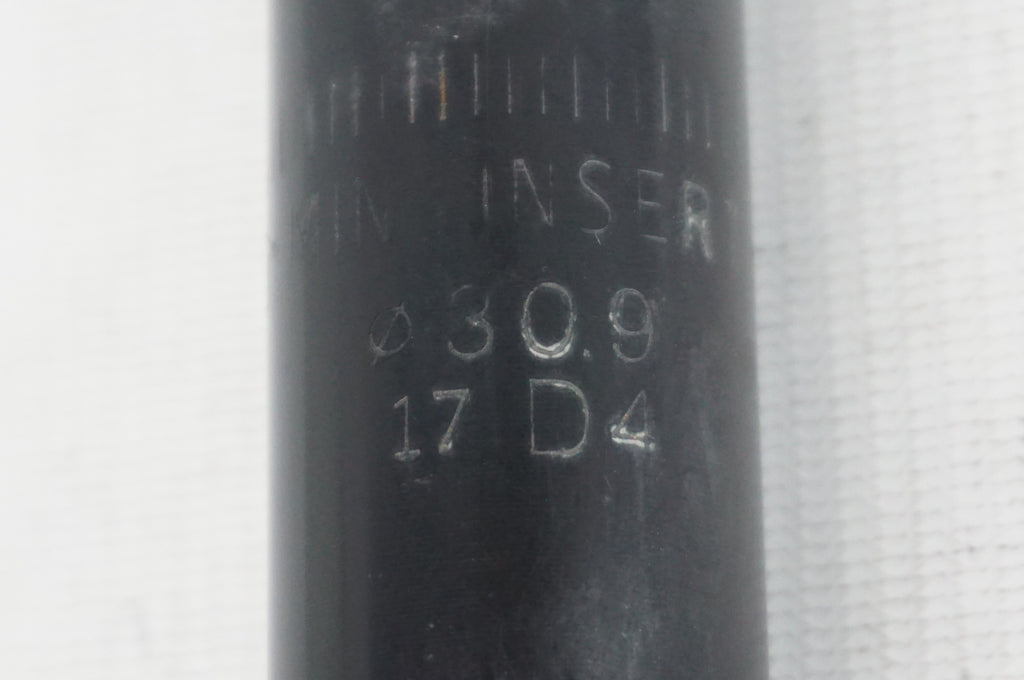 MIN INSER
ø30.9
17 D4